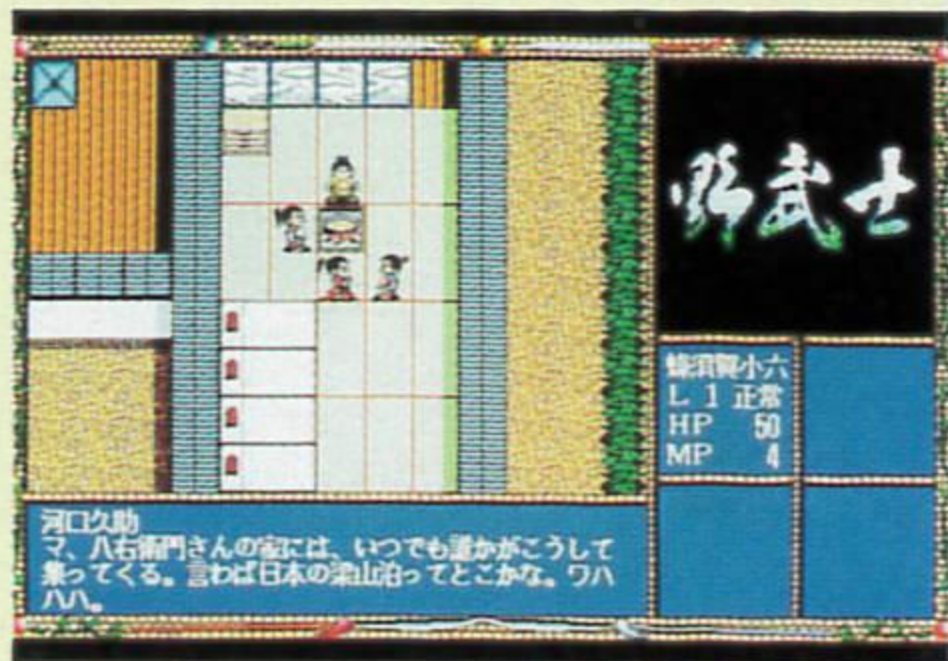 野武士
蜂須賀小六
L 1 正常
HP 50
MP 4
河口久助
マ、八右衛門さんの家には、いつでも誰かがこうして
集ってくる。言わば日本の梁山泊ってとこかな。ワハ
ハハ。